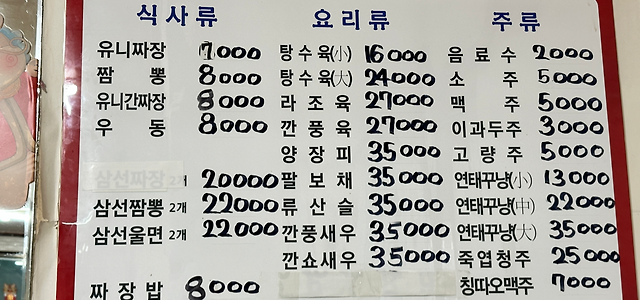 식사류 요리류 주류
유니짜장 7000 탕수육(小) 16000 음료수 2000
짬뽕 8000 탕수육(大) 24000 소주 5000
유니간짜장 8000 라조육 27000 맥주 5000
우동 8000 깐풍육 27000 이과두주 3000
양장피 35000 고량주 5000
삼선짜장 2개 20000 팔보채 35000 연태꾸냥(小) 13000
삼선짬뽕 2개 22000 류산슬 35000 연태꾸냥(中) 22000
삼선울면 2개 22000 깐풍새우 35000 연태꾸냥(大) 35000
깐쇼새우 35000 죽엽청주 25000
짜장밥 8000 칭따오맥주 7000